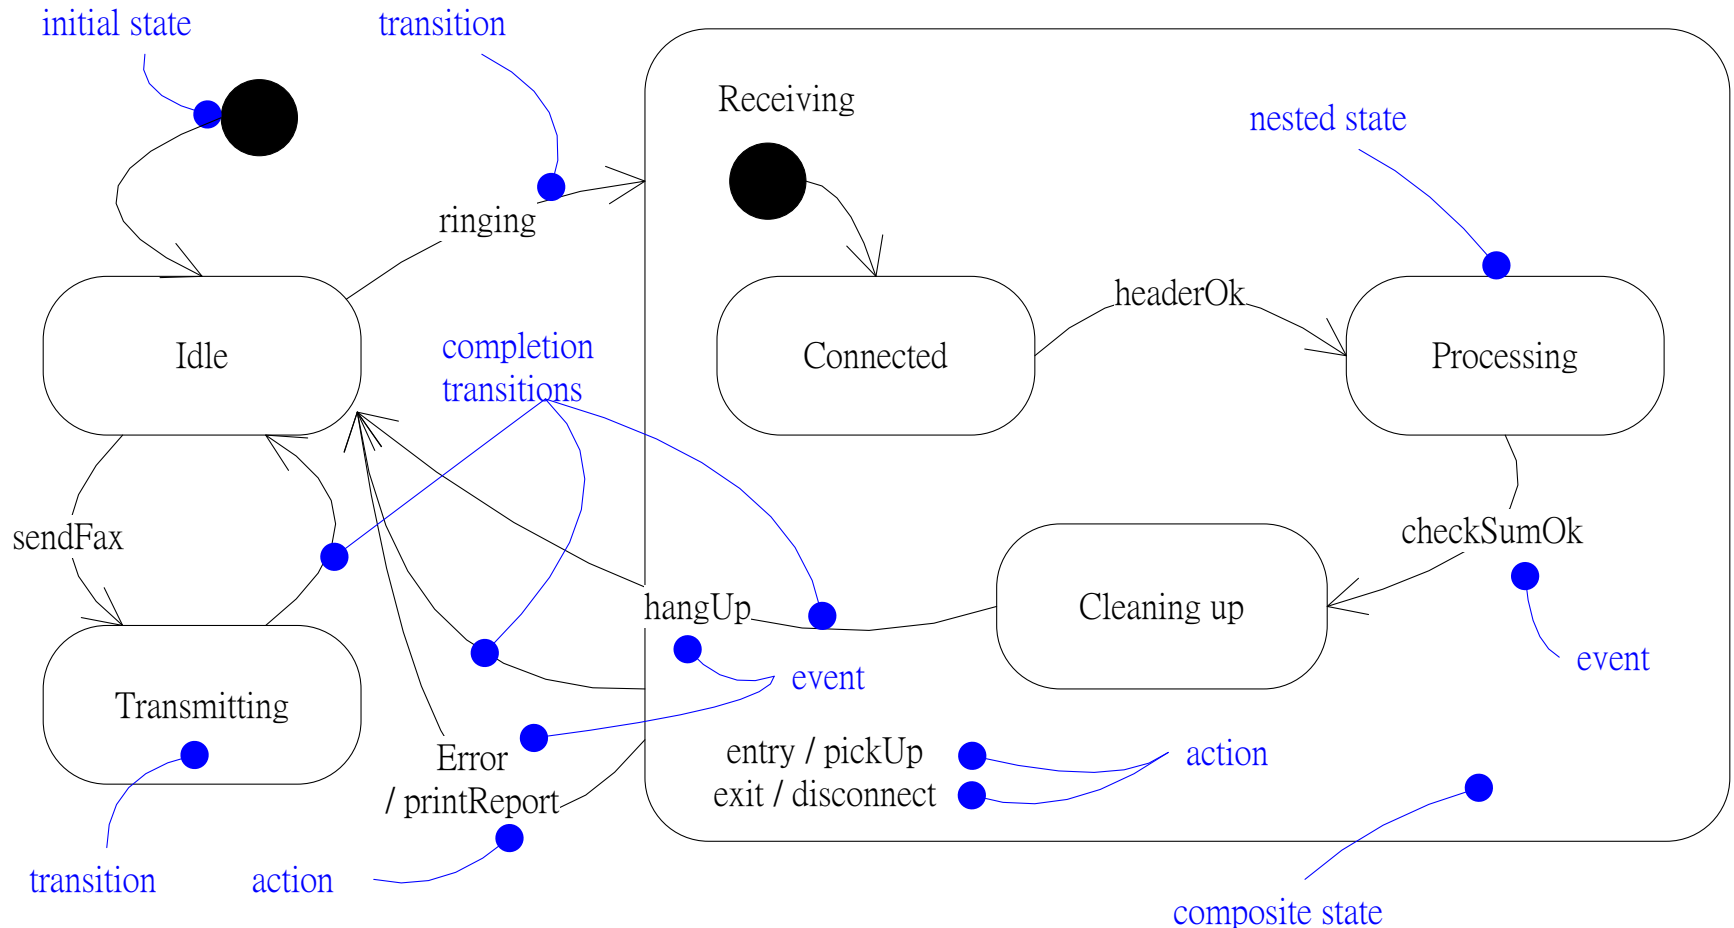 initial state
transition
Receiving
nested state
ringing
headerOk
Idle
completion
transitions
Connected
Processing
sendFax
checkSumOk
hangUp
Cleaning up
event
event
Transmitting
Error
/ printReport
entry / pickUp
exit / disconnect
action
transition
action
composite state